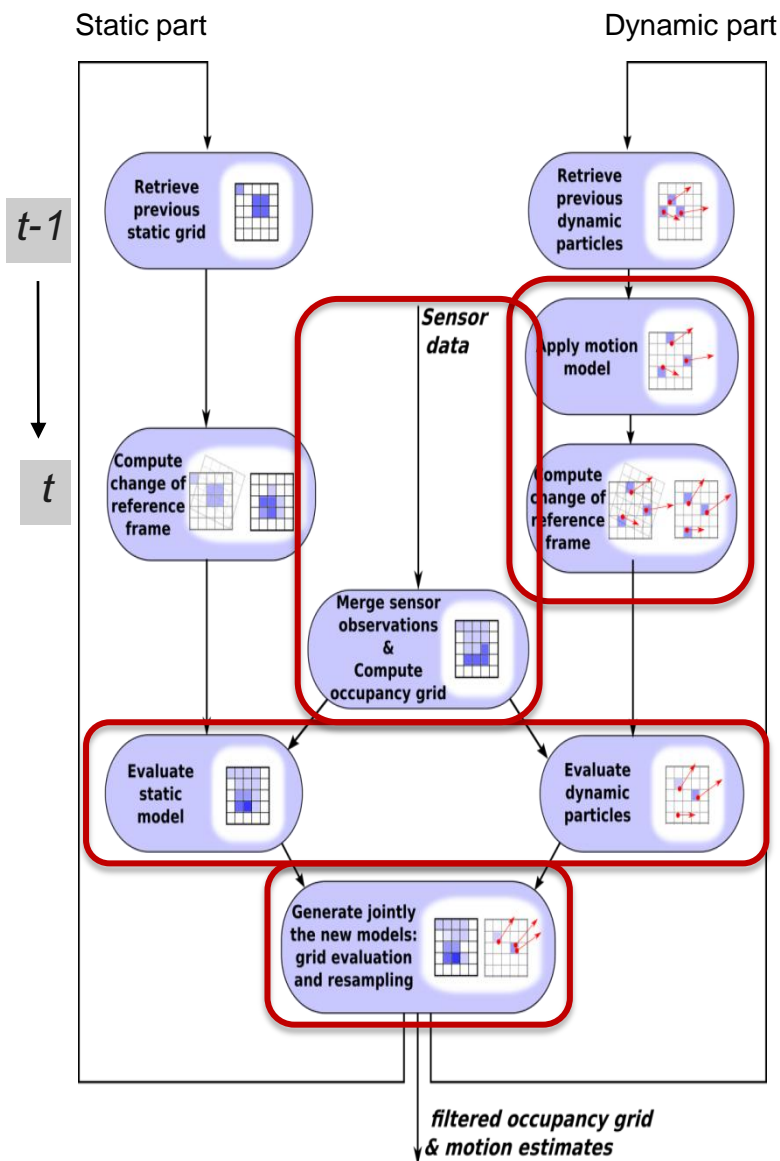 Static part
Dynamic part
Retrieve
previous
static grid
Retrieve
previous
dynamic
particles
t-1
Sensor
data
Apply motion
model
Compute
change of
reference
frame
t
Compute
change of
reference
frame
Merge sensor
observations
&
Compute
occupancy grid
Evaluate
static
model
Evaluate
dynamic
particles
Generate jointly
the new models:
grid evaluation
and resampling
filtered occupancy grid
& motion estimates